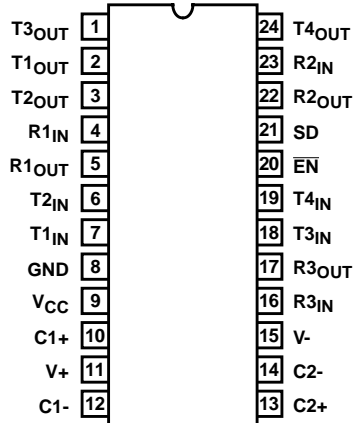 T3OUT 1 24 T4OUT
T1OUT 2 23 R2IN
T2OUT 3 22 R2OUT
R1IN 4 21 SD
R1OUT 5 20 EN
T2IN 6 19 T4IN
T1IN 7 18 T3IN
GND 8 17 R3OUT
VCC 9 16 R3IN
C1+ 10 15 V-
V+ 11 14 C2-
C1- 12 13 C2+